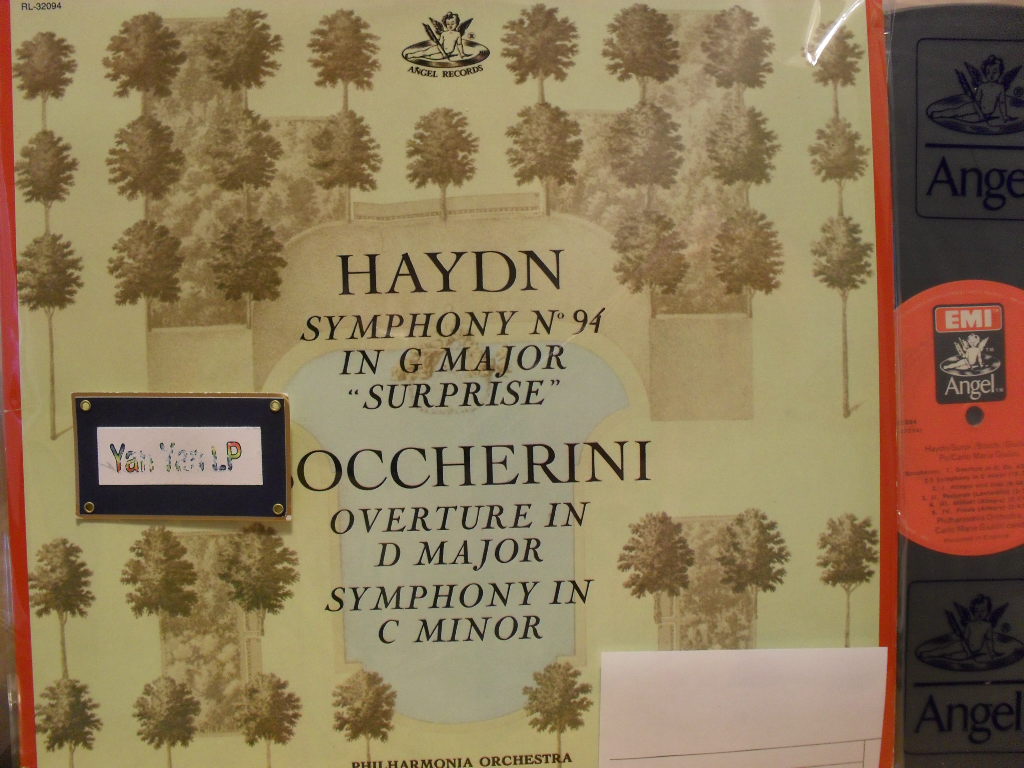 RL-32094
ANGEL RECORDS
HAYDN
SYMPHONY Nº 94
IN G MAJOR
"SURPRISE"
OCCHERINI
OVERTURE IN
D MAJOR
SYMPHONY IN
C MINOR
PHILHARMONIA ORCHESTRA
Yan Yan LP
Ange
EMI
Angel
Angel